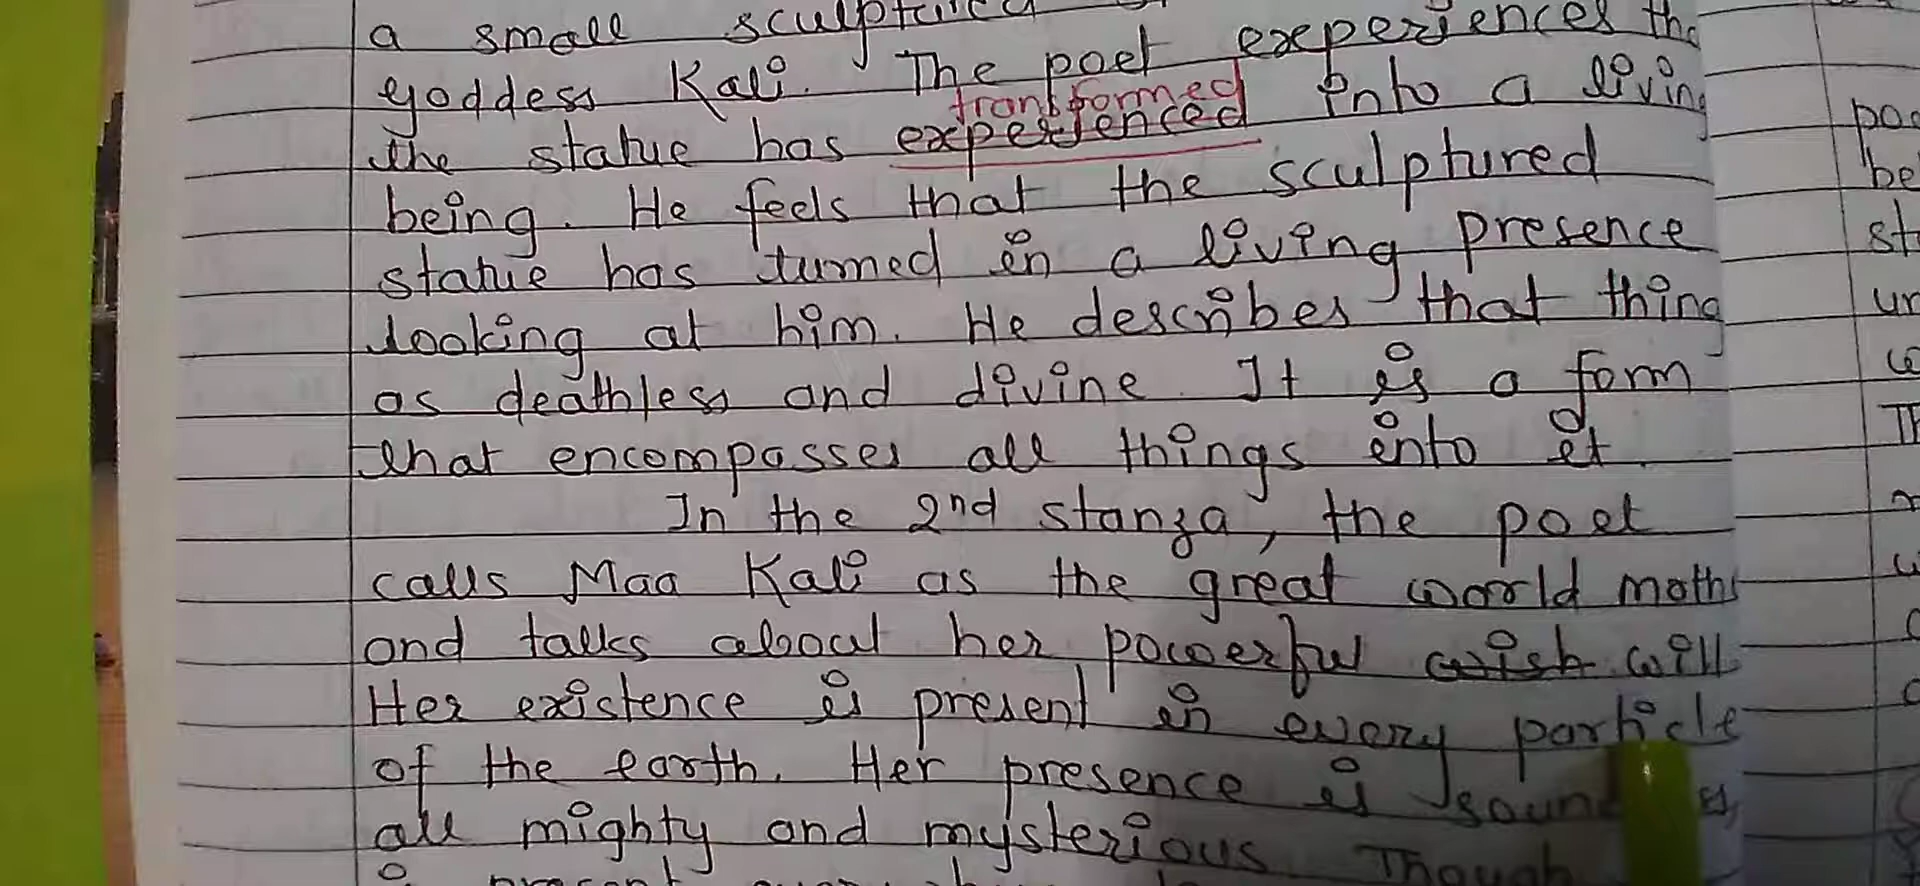 a small sculptured
goddess Kali. The poet experiences the
transformed
the statue has experienced into a living
being. He feels that the sculptured
statue has turned in a living presence
looking at him. He describes that thing
as deathless and divine. It is a form
that encompasses all things into it.
In the 2nd stanza, the poet
calls Maa Kali as the great world moth
and talks about her powerful wish will
Her existence is present in every particle
of the earth. Her presence is
all mighty and mysterious Though